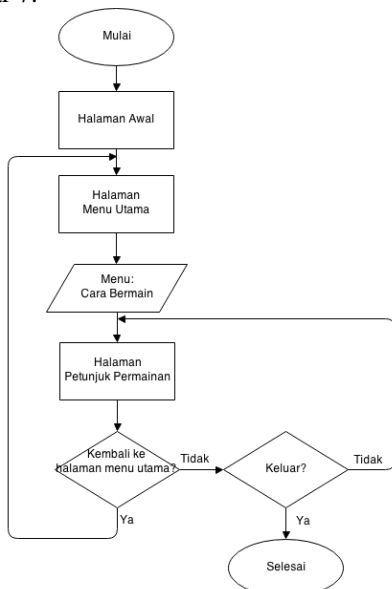 Mulai
Halaman Awal
Halaman
Menu Utama
Menu:
Cara Bermain
Halaman
Petunjuk Permainan
Kembali ke
halaman menu utama?
Tidak
Keluar?
Tidak
Ya
Ya
Selesai